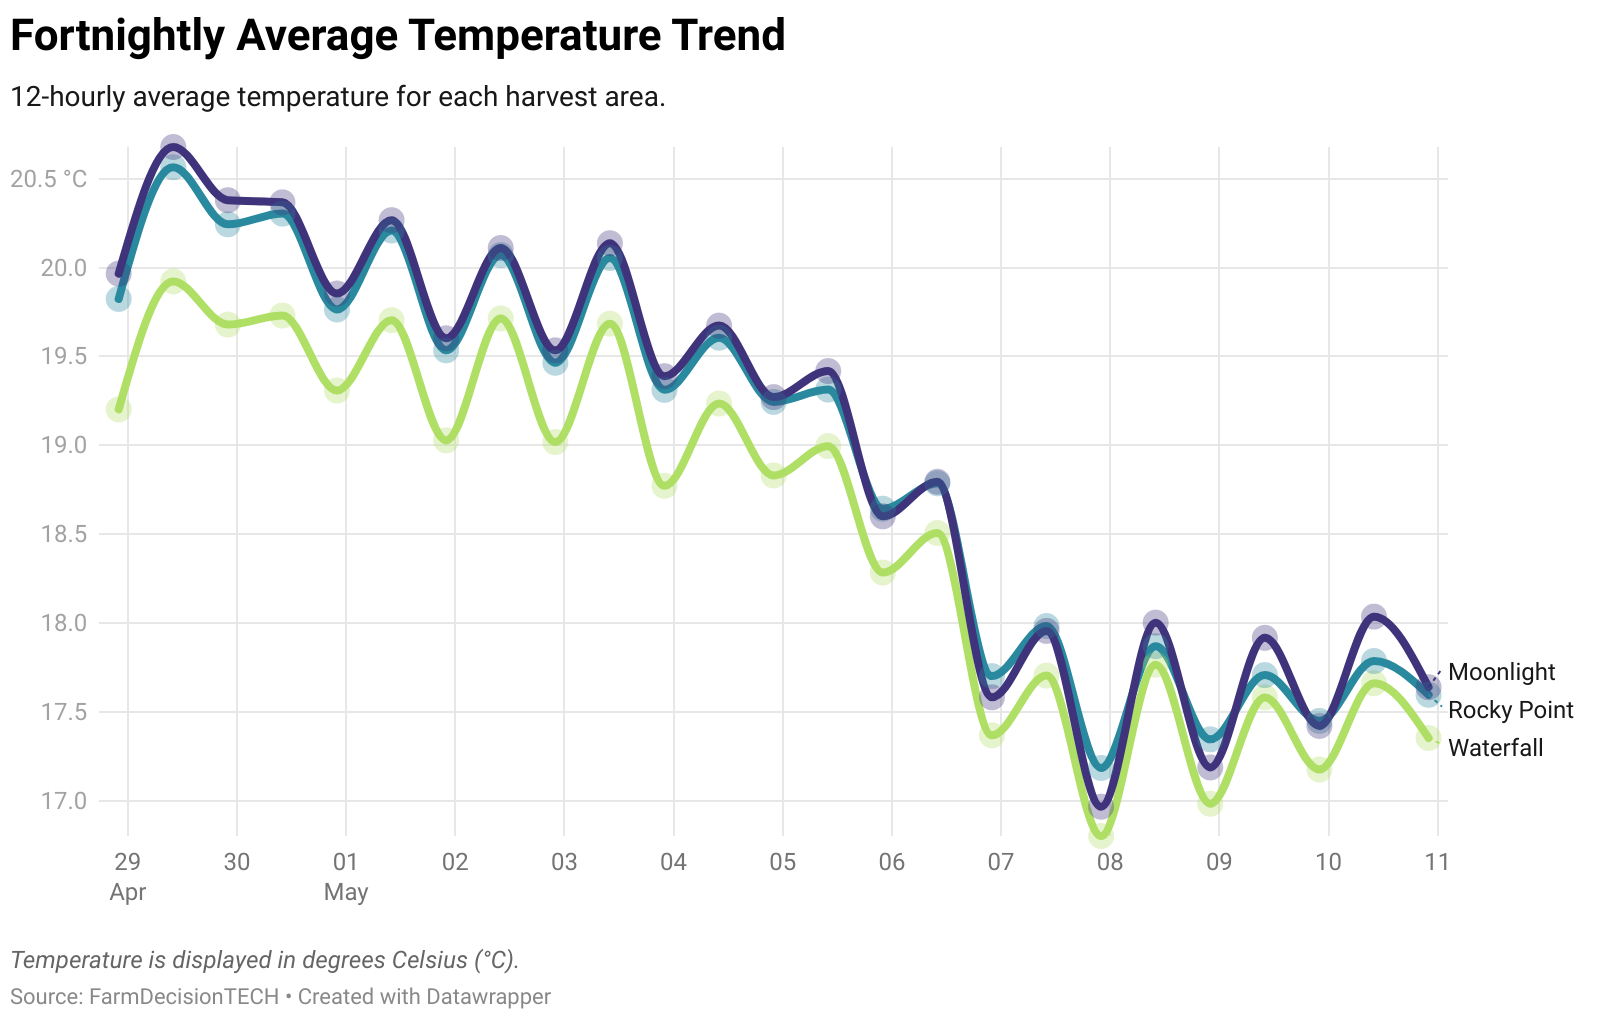 Fortnightly Average Temperature Trend
12-hourly average temperature for each harvest area.
20.5 °C
20.0
19.5
19.0
18.5
18.0
17.5
17.0
Moonlight
Rocky Point
Waterfall
29 30 01 02 03 04 05 06 07 08 09 10 11
Apr May
Temperature is displayed in degrees Celsius (°C).
Source: FarmDecisionTECH • Created with Datawrapper